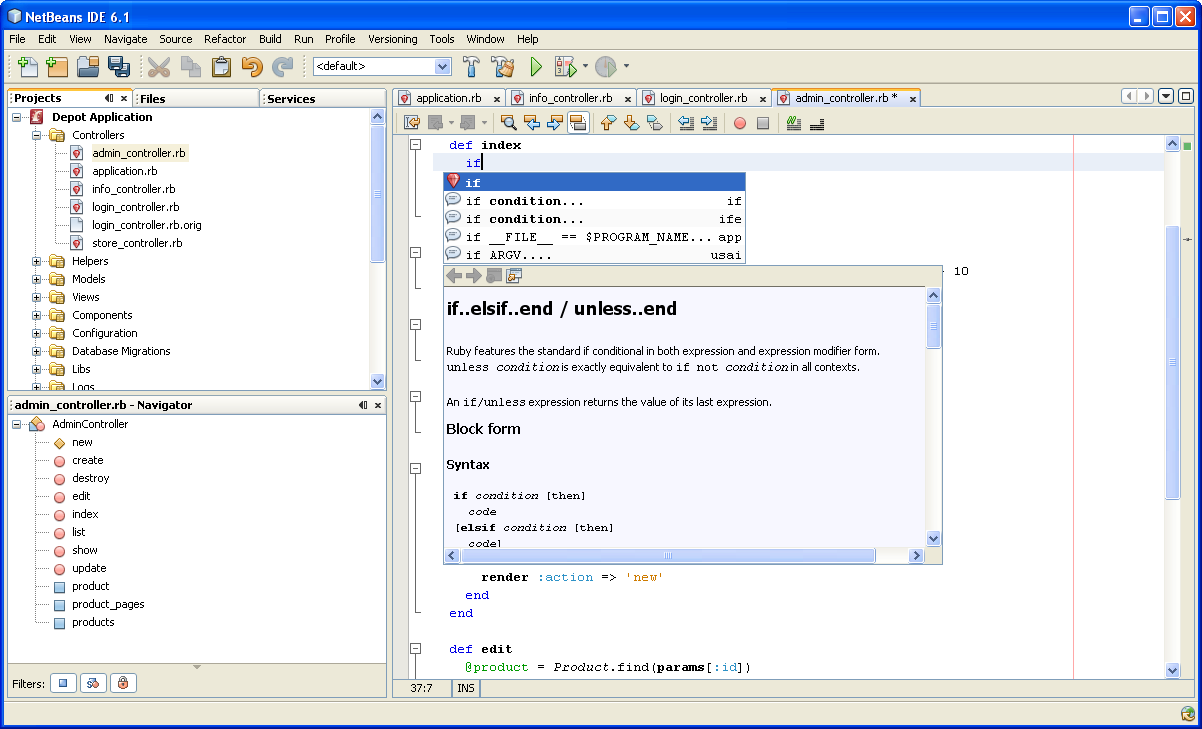 NetBeans IDE 6.1
File Edit View Navigate Source Refactor Build Run Profile Versioning Tools Window Help
<default>
Projects Files Services
Depot Application
Controllers
admin_controller.rb
application.rb
info_controller.rb
login_controller.rb
login_controller.rb.orig
store_controller.rb
Helpers
Models
Views
Components
Configuration
Database Migrations
Libs
Logs
admin_controller.rb - Navigator
AdminController
new
create
destroy
edit
index
list
show
update
product
product_pages
products
Filters:
application.rb info_controller.rb login_controller.rb admin_controller.rb *
def index
if
if
if condition... if
if condition... ife
if __FILE__ == $PROGRAM_NAME... app
if ARGV.... usai
10
if..elsif..end / unless..end
Ruby features the standard if conditional in both expression and expression modifier form.
unless condition is exactly equivalent to if not condition in all contexts.
An if/unless expression returns the value of its last expression.
Block form
Syntax
if condition [then]
code
[elsif condition [then]
code]
render :action => 'new'
end
end
def edit
@product = Product.find(params[:id])
37:7 INS